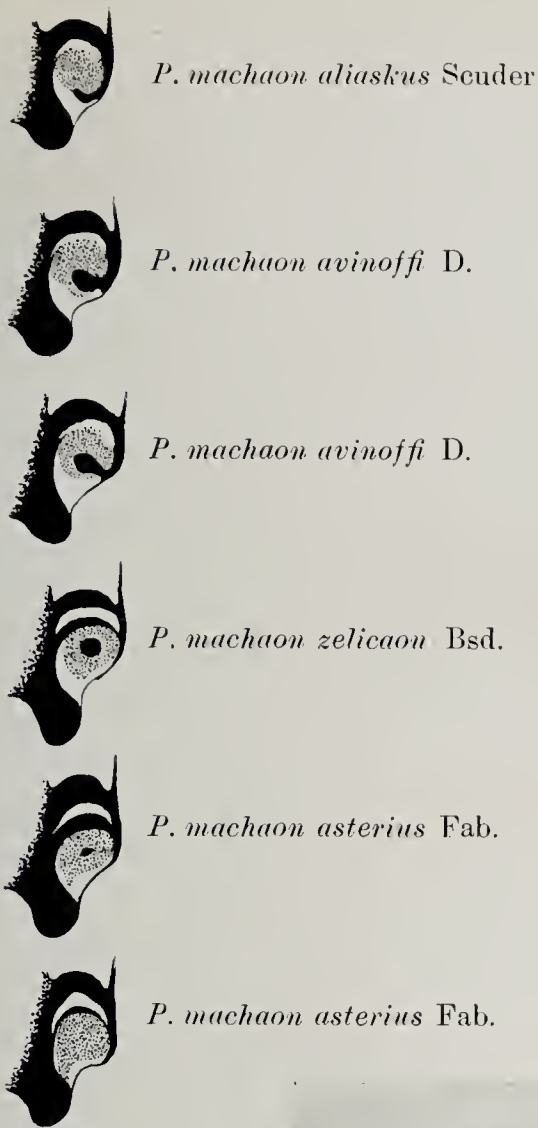 P. machaon aliaskus Scuder
P. machaon avinoffi D.
P. machaon avinoffi D.
P. machaon zelicaon Bsd.
P. machaon asterius Fab.
P. machaon asterius Fab.